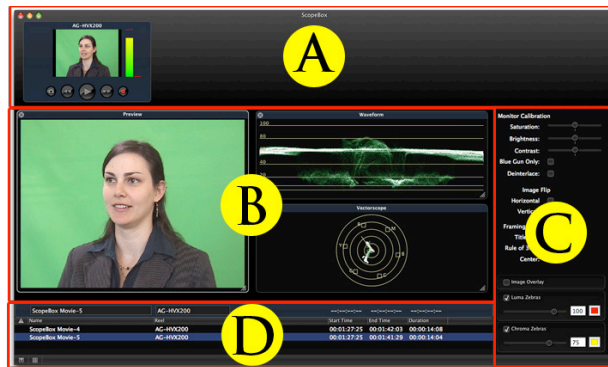 ScopeBox
AG-HVX200
A
Preview
Waveform
100
80
60
40
20
B
Vectorscope
R
M
Y
B
G
C
Monitor Calibration
Saturation:
Brightness:
Contrast:
Blue Gun Only:
Deinterlace:
Image Flip
Horizontal
Framing
Title
Rule of 3
Center:
C
Image Overlay
Luma Zebras
100
Chroma Zebras
75
ScopeBox Movie-5 AG-HVX200 --:--:--:-- --:--:--:-- --:--:--:--
Name Reel Start Time End Time Duration
ScopeBox Movie-4 AG-HVX200 00:01:27:25 00:01:42:03 00:00:14:08
ScopeBox Movie-5 AG-HVX200 00:01:27:25 00:01:41:29 00:00:14:04
D